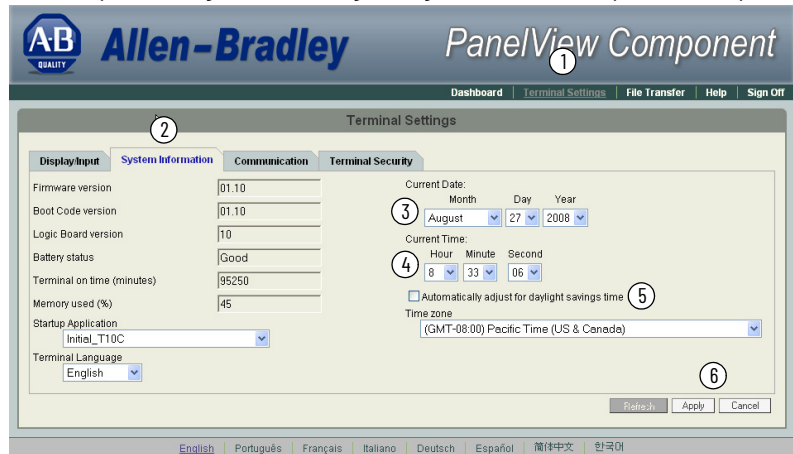 A·B
QUALITY
Allen-Bradley
PanelView Component
1
Dashboard | Terminal Settings | File Transfer | Help | Sign Off
Terminal Settings
2
Display/Input System Information Communication Terminal Security
Firmware version 01.10
Boot Code version 01.10
Logic Board version 10
Battery status Good
Terminal on time (minutes) 95250
Memory used (%) 45
Startup Application
Initial_T10C
Terminal Language
English
Current Date:
Month Day Year
3 August 27 2008
Current Time:
Hour Minute Second
4 8 33 06
Automatically adjust for daylight savings time 5
Time zone
(GMT-08:00) Pacific Time (US & Canada)
6
Refresh Apply Cancel
English | Português | Français | Italiano | Deutsch | Español | 简体中文 | 한국어